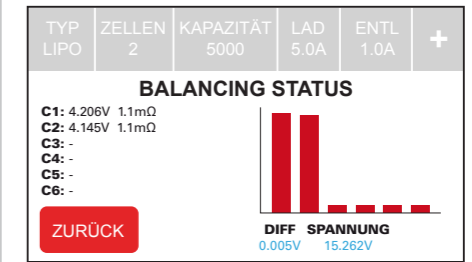 TYP ZELLEN KAPAZITÄT LAD ENTL +
LIPO 2 5000 5.0A 1.0A
BALANCING STATUS
C1: 4.206V 1.1mΩ
C2: 4.145V 1.1mΩ
C3: -
C4: -
C5: -
C6: -
ZURÜCK
DIFF SPANNUNG
0.005V 15.262V